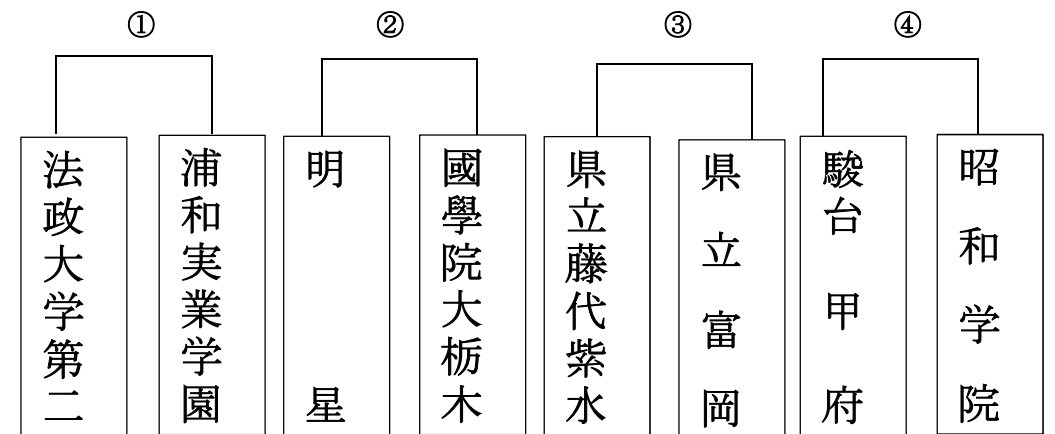 ① ② ③ ④
法政大学第二
浦和実業学園
明星
國學院大栃木
県立藤代紫水
県立富岡
駿台甲府
昭和学院